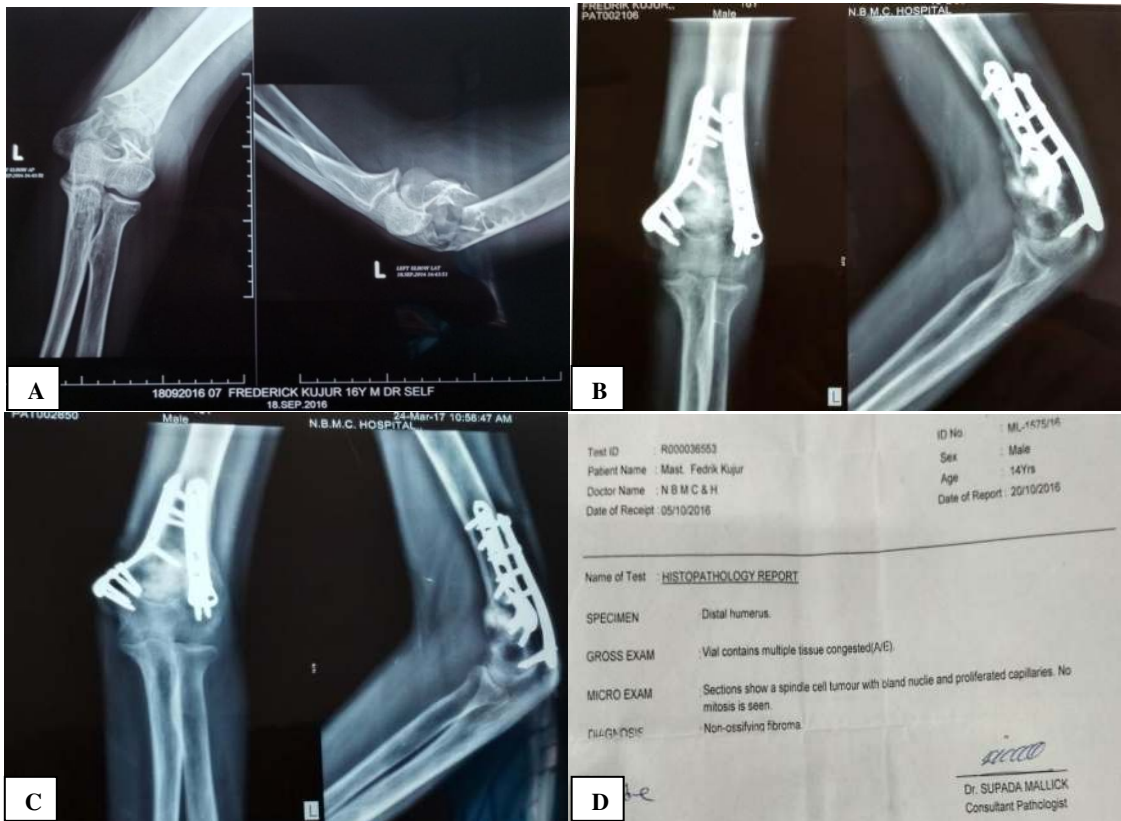 L
LEFT ELBOW LAT
18.SEP.2016 16:43:51
L
A
18092016 07 FREDERICK KUJUR 16Y M DR SELF
18.SEP.2016
FREDRIK KUJUR,,
PAT002106
Male
N.B.M.C. HOSPITAL
B
L
PAT002650
Male
24-Mar-17 10:56:47 AM
N.B.M.C. HOSPITAL,,
C
L
Test ID : R000036553
Patient Name : Mast. Fedrik Kujur
Doctor Name : N B M C & H
Date of Receipt : 05/10/2016
ID No : ML-1575/16
Sex : Male
Age : 14Yrs
Date of Report : 20/10/2016
Name of Test : HISTOPATHOLOGY REPORT
SPECIMEN : Distal humerus.
GROSS EXAM : Vial contains multiple tissue congested(A/E).
MICRO EXAM : Sections show a spindle cell tumour with bland nuclie and proliferated capillaries. No
mitosis is seen.
DIAGNOSIS : Non-ossifying fibroma
Dr. SUPADA MALLICK
Consultant Pathologist
D